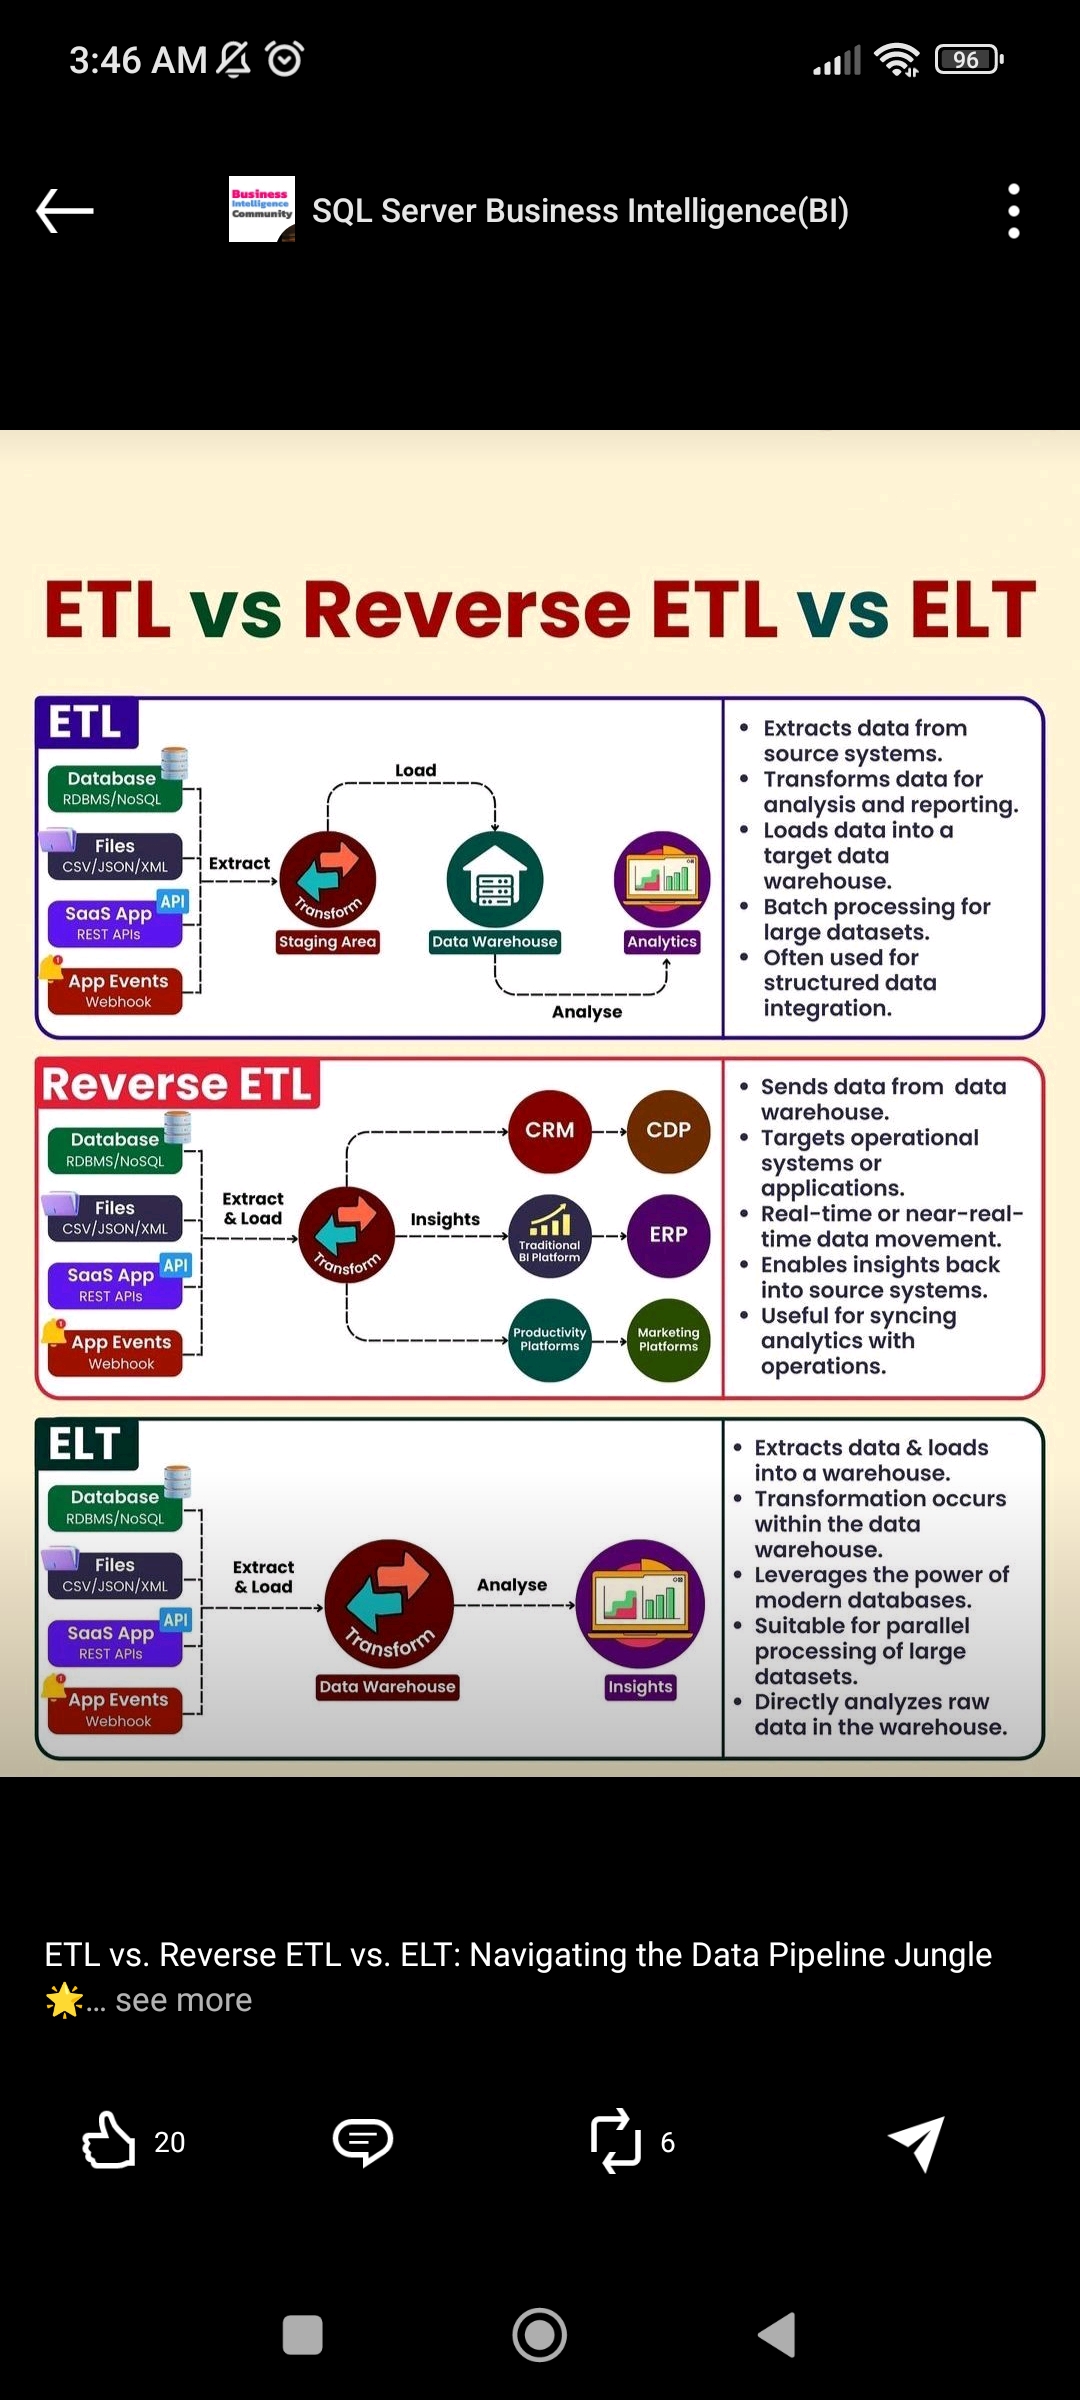 3:46 AM
96
Business
Intelligence
Community
SQL Server Business Intelligence(BI)
ETL vs Reverse ETL vs ELT
ETL
Database
RDBMS/NoSQL
Files
CSV/JSON/XML
API
SaaS App
REST APIs
App Events
Webhook
Extract
Load
Transform
Staging Area
Data Warehouse
Analytics
Analyse
• Extracts data from
source systems.
• Transforms data for
analysis and reporting.
• Loads data into a
target data
warehouse.
• Batch processing for
large datasets.
• Often used for
structured data
integration.
Reverse ETL
Database
RDBMS/NoSQL
Files
CSV/JSON/XML
API
SaaS App
REST APIs
App Events
Webhook
Extract
& Load
Transform
Insights
CRM
CDP
Traditional
BI Platform
ERP
Productivity
Platforms
Marketing
Platforms
• Sends data from data
warehouse.
• Targets operational
systems or
applications.
• Real-time or near-real-
time data movement.
• Enables insights back
into source systems.
• Useful for syncing
analytics with
operations.
ELT
Database
RDBMS/NoSQL
Files
CSV/JSON/XML
API
SaaS App
REST APIs
App Events
Webhook
Extract
& Load
Transform
Data Warehouse
Analyse
Insights
• Extracts data & loads
into a warehouse.
• Transformation occurs
within the data
warehouse.
• Leverages the power of
modern databases.
• Suitable for parallel
processing of large
datasets.
• Directly analyzes raw
data in the warehouse.
ETL vs. Reverse ETL vs. ELT: Navigating the Data Pipeline Jungle
🌟... see more
20
6